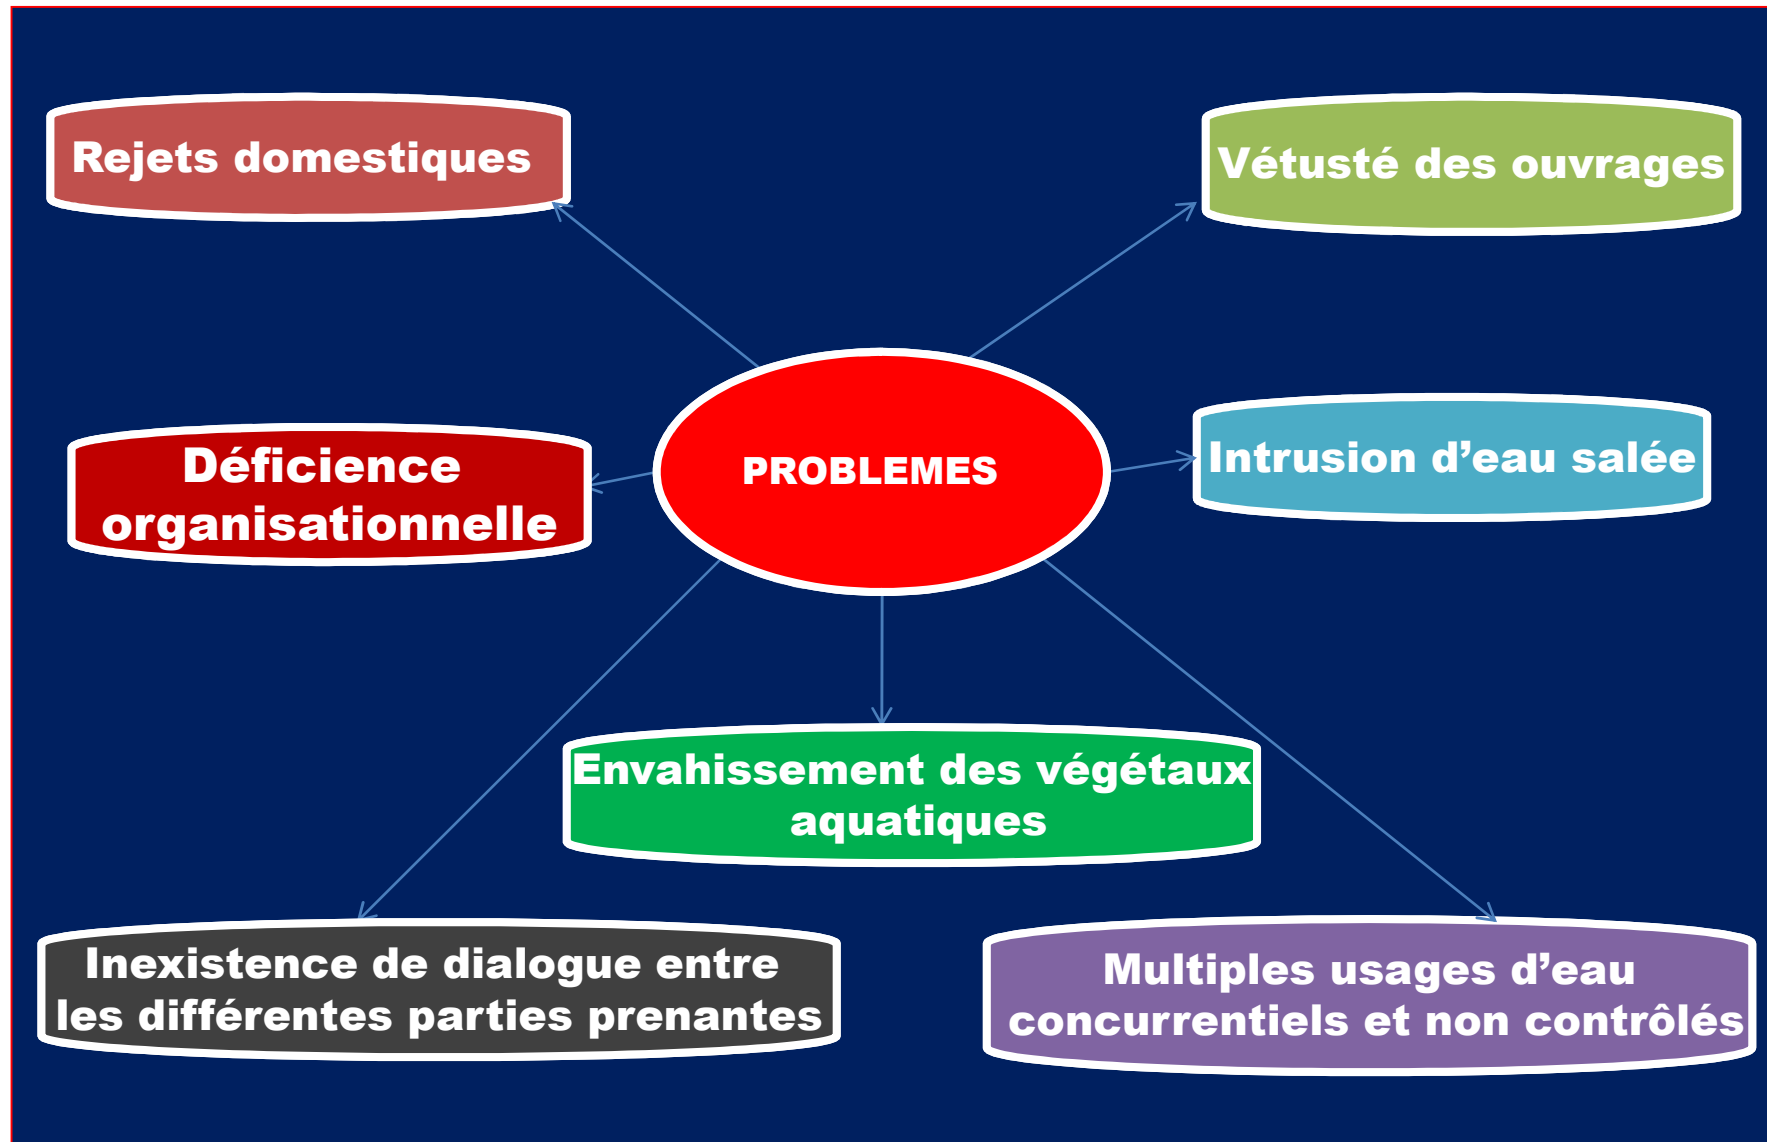 Rejets domestiques
Vétusté des ouvrages
Déficience
organisationnelle
PROBLEMES
Intrusion d’eau salée
Envahissement des végétaux
aquatiques
Inexistence de dialogue entre
les différentes parties prenantes
Multiples usages d’eau
concurrentiels et non contrôlés